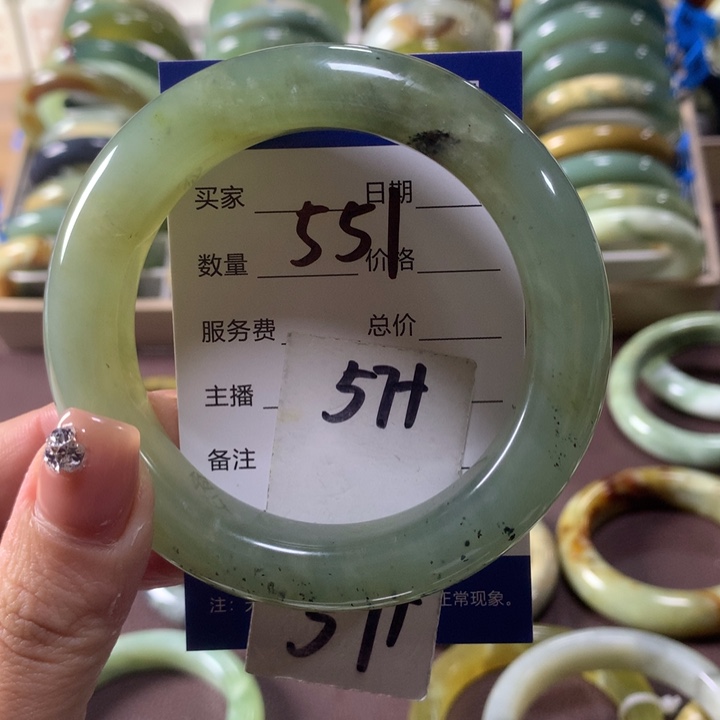 买家 日期
551
数量 价格
服务费 总价
5H
主播
备注
注： 正常现象。
5H